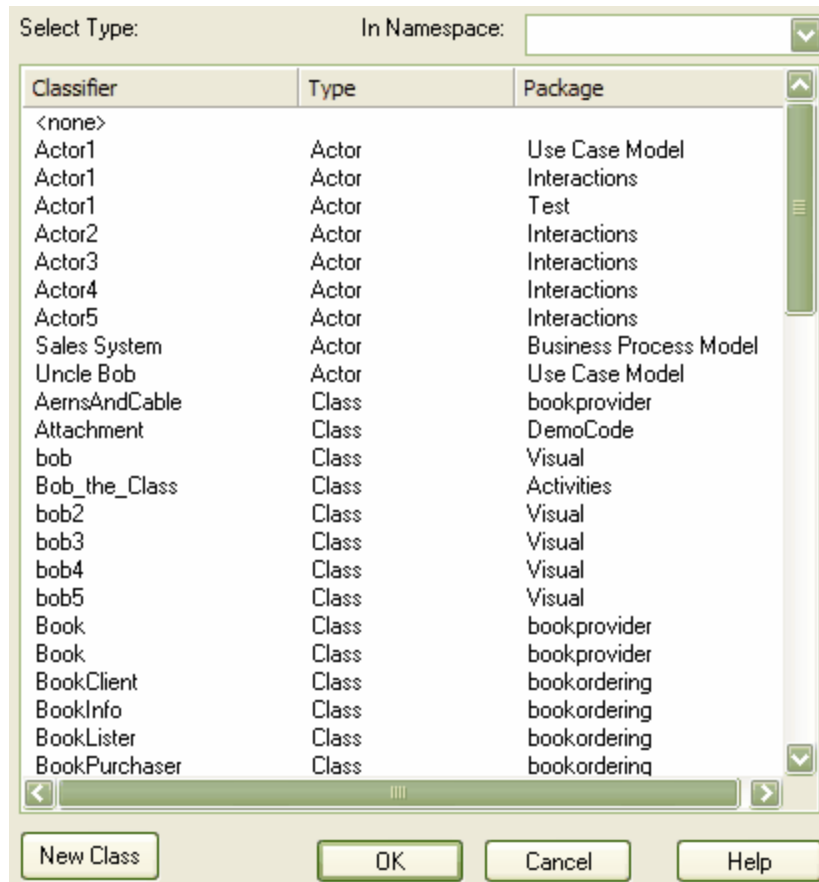 Select Type: In Namespace:
Classifier Type Package
<none>
Actor1 Actor Use Case Model
Actor1 Actor Interactions
Actor1 Actor Test
Actor2 Actor Interactions
Actor3 Actor Interactions
Actor4 Actor Interactions
Actor5 Actor Interactions
Sales System Actor Business Process Model
Uncle Bob Actor Use Case Model
AernsAndCable Class bookprovider
Attachment Class DemoCode
bob Class Visual
Bob_the_Class Class Activities
bob2 Class Visual
bob3 Class Visual
bob4 Class Visual
bob5 Class Visual
Book Class bookprovider
Book Class bookprovider
BookClient Class bookordering
BookInfo Class bookordering
BookLister Class bookordering
BookPurchaser Class bookordering
New Class OK Cancel Help